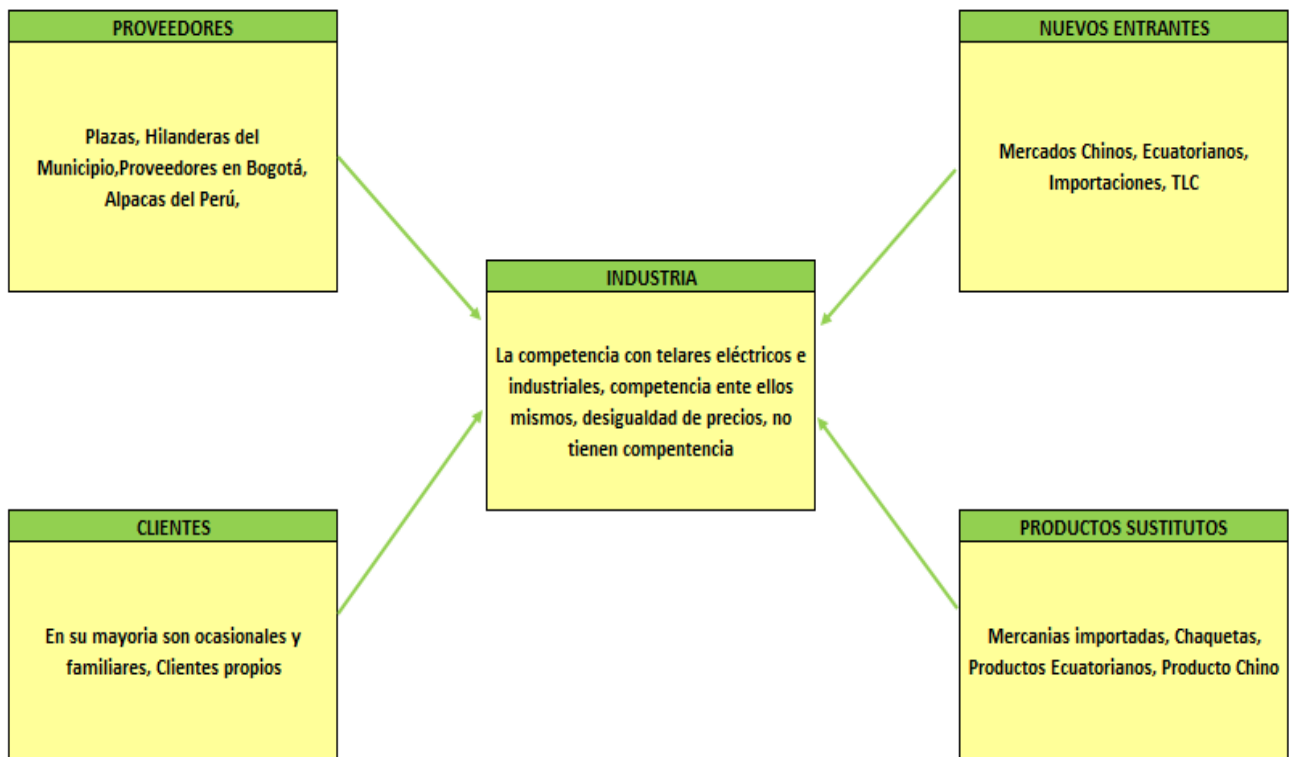 PROVEEDORES
Plazas, Hilanderas del
Municipio,Proveedores en Bogotá,
Alpacas del Perú,
NUEVOS ENTRANTES
Mercados Chinos, Ecuatorianos,
Importaciones, TLC
INDUSTRIA
La competencia con telares eléctricos e
industriales, competencia ente ellos
mismos, desigualdad de precios, no
tienen compentencia
CLIENTES
En su mayoria son ocasionales y
familiares, Clientes propios
PRODUCTOS SUSTITUTOS
Mercanias importadas, Chaquetas,
Productos Ecuatorianos, Producto Chino